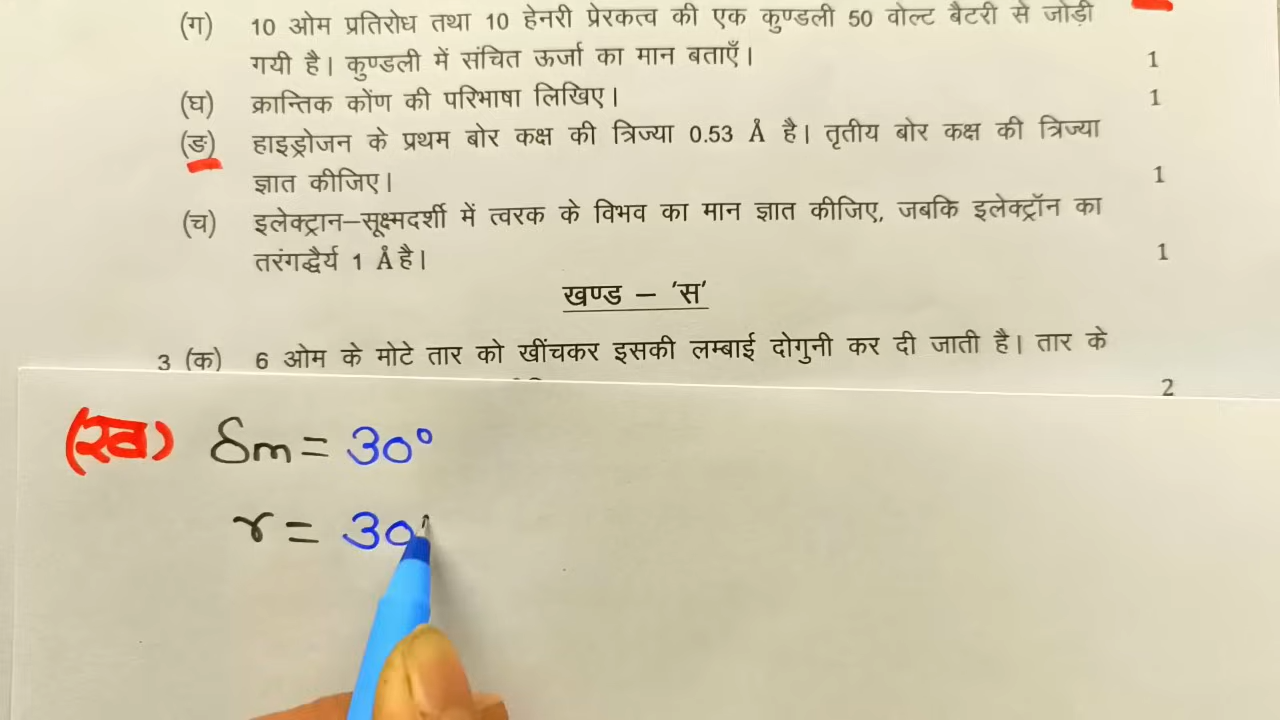 (ग) 10 ओम प्रतिरोध तथा 10 हेनरी प्रेरकत्व की एक कुण्डली 50 वोल्ट बैटरी से जोड़ी
गयी है। कुण्डली में संचित ऊर्जा का मान बताएँ। 1
(घ) क्रान्तिक कोंण की परिभाषा लिखिए। 1
(ङ) हाइड्रोजन के प्रथम बोर कक्ष की त्रिज्या 0.53 Å है। तृतीय बोर कक्ष की त्रिज्या
ज्ञात कीजिए। 1
(च) इलेक्ट्रान–सूक्ष्मदर्शी में त्वरक के विभव का मान ज्ञात कीजिए, जबकि इलेक्ट्रॉन का
तरंगद्धैर्य 1 Å है। 1
खण्ड – 'स'
3 (क) 6 ओम के मोटे तार को खींचकर इसकी लम्बाई दोगुनी कर दी जाती है। तार के
2
(ख) δm = 30°
r = 30